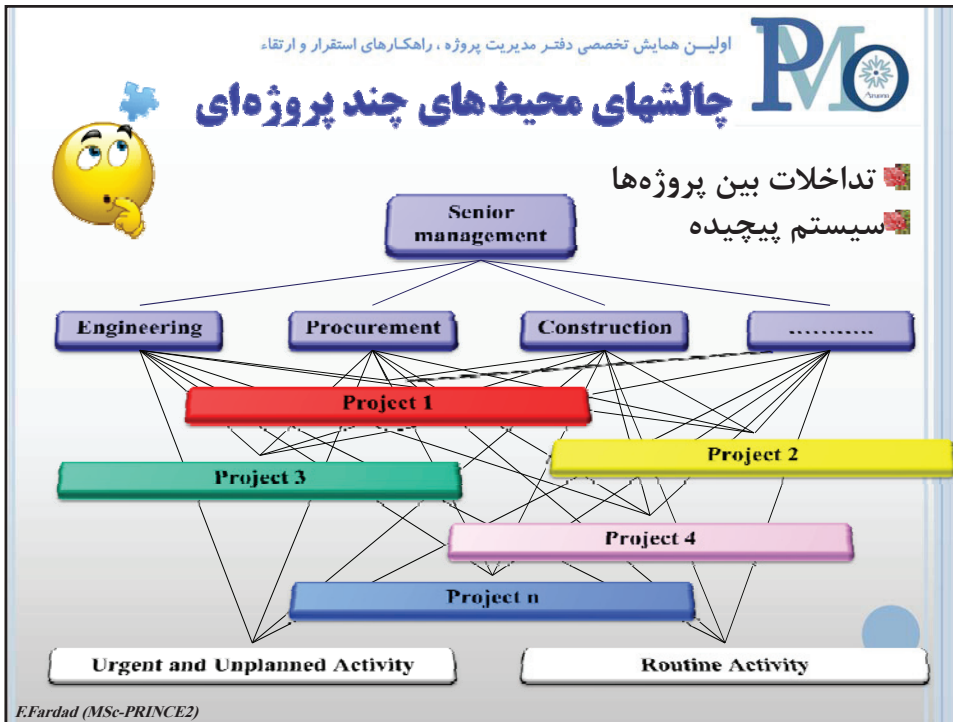 اولیــن همایش تخصصی دفتـر مدیریت پروژه ، راهکـارهای استقرار و ارتقاء
PMO
چالشهای محیط های چند پروژه‌ای
تداخلات بین پروژه‌ها
سیستم پیچیده
Senior
management
Engineering
Procurement
Construction
...........
Project 1
Project 2
Project 3
Project 4
Project n
Urgent and Unplanned Activity
Routine Activity
F.Fardad (MSc-PRINCE2)